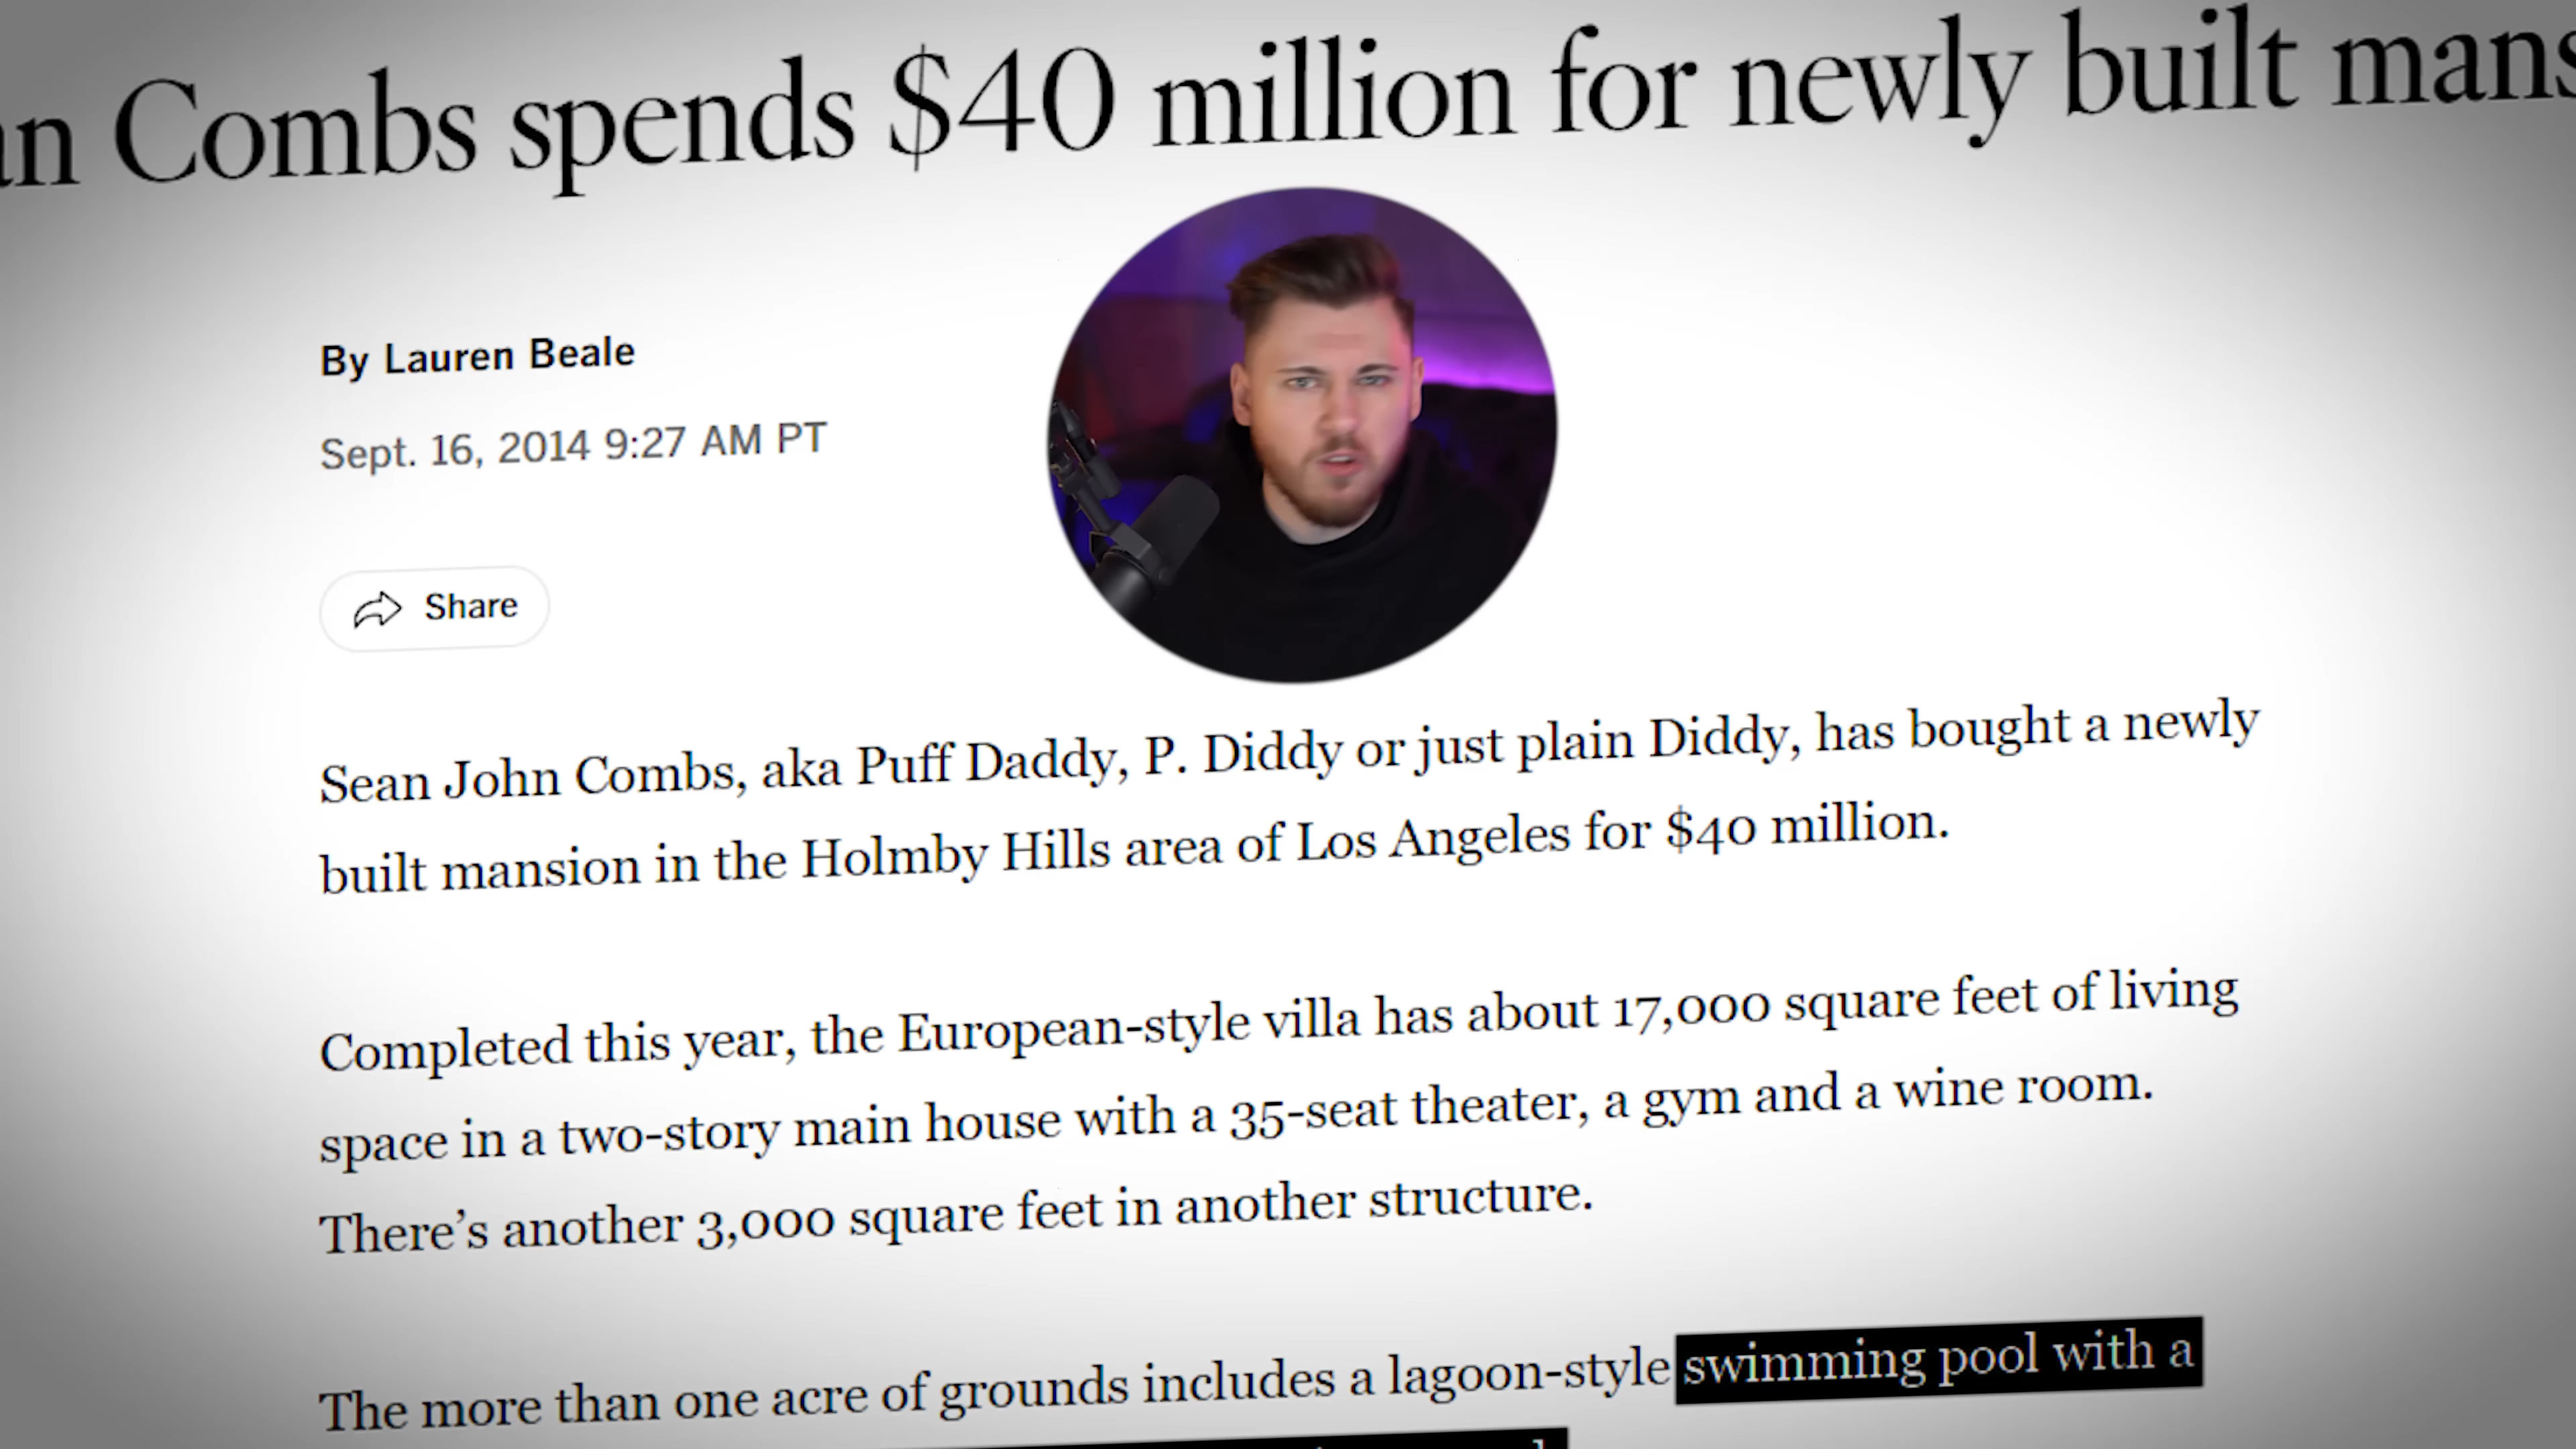 Combs spends $40 million for newly built
By Lauren Beale
Sept. 16, 2014 9:27 AM PT
Share
Sean John Combs, aka Puff Daddy, P. Diddy or just plain Diddy, has bought a newly
built mansion in the Holmby Hills area of Los Angeles for $40 million.
Completed this year, the European-style villa has about 17,000 square feet of living
space in a two-story main house with a 35-seat theater, a gym and a wine room.
There’s another 3,000 square feet in another structure.
The more than one acre of grounds includes a lagoon-style swimming pool with a